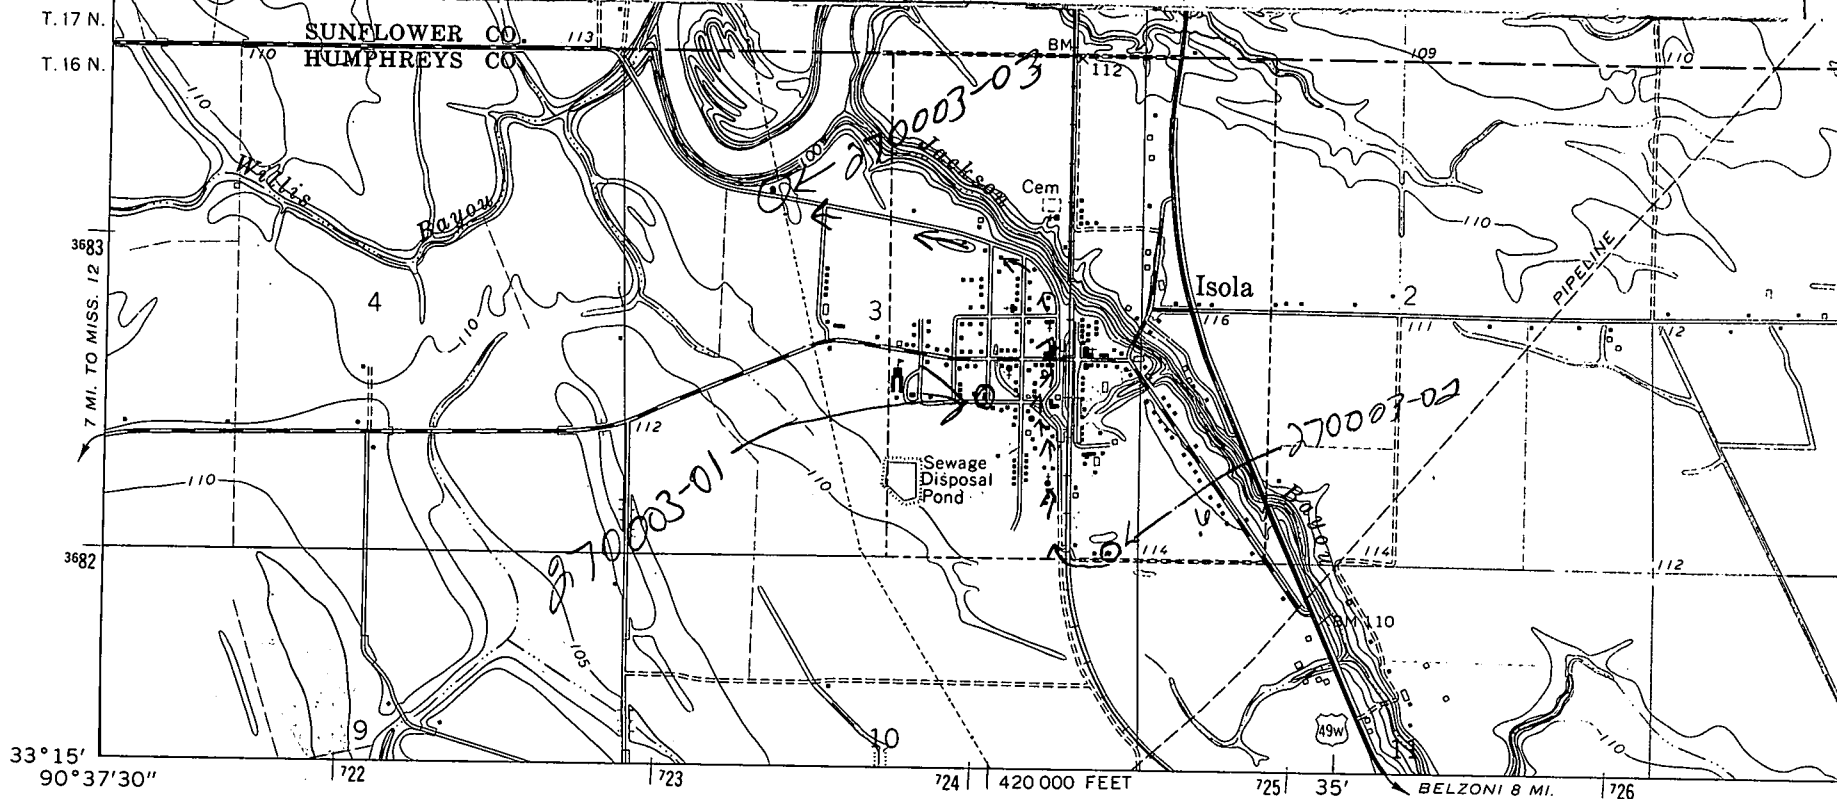 T. 17 N.
SUNFLOWER CO.
113
T. 16 N.
110
HUMPHREYS CO
BM
112
109
110
110
270003-03
100
Jackson
Willis
Bayou
Cem
110
3683
7 MI. TO MISS. 12
PIPELINE
Isola
4
3
2
110
116
111
112
112
270003-02
270003-01
110
110
Sewage
Disposal
Pond
Bayou
3682
114
114
112
BM 110
105
9
10
11
49W
110
33°15'
90°37'30"
722
723
724
420 000 FEET
725
35'
BELZONI 8 MI.
726